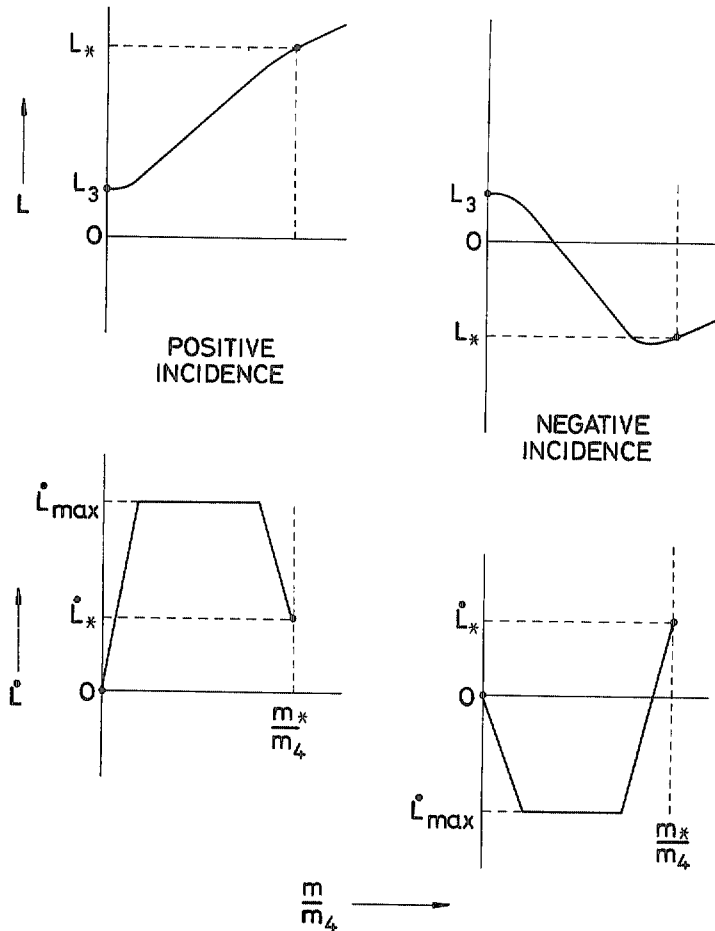 L*
L3
0
L
POSITIVE
INCIDENCE
L3
0
L*
NEGATIVE
INCIDENCE
L̊max
L̊*
0
L̊
m*/m4
L̊*
0
L̊max
m*/m4
m/m4